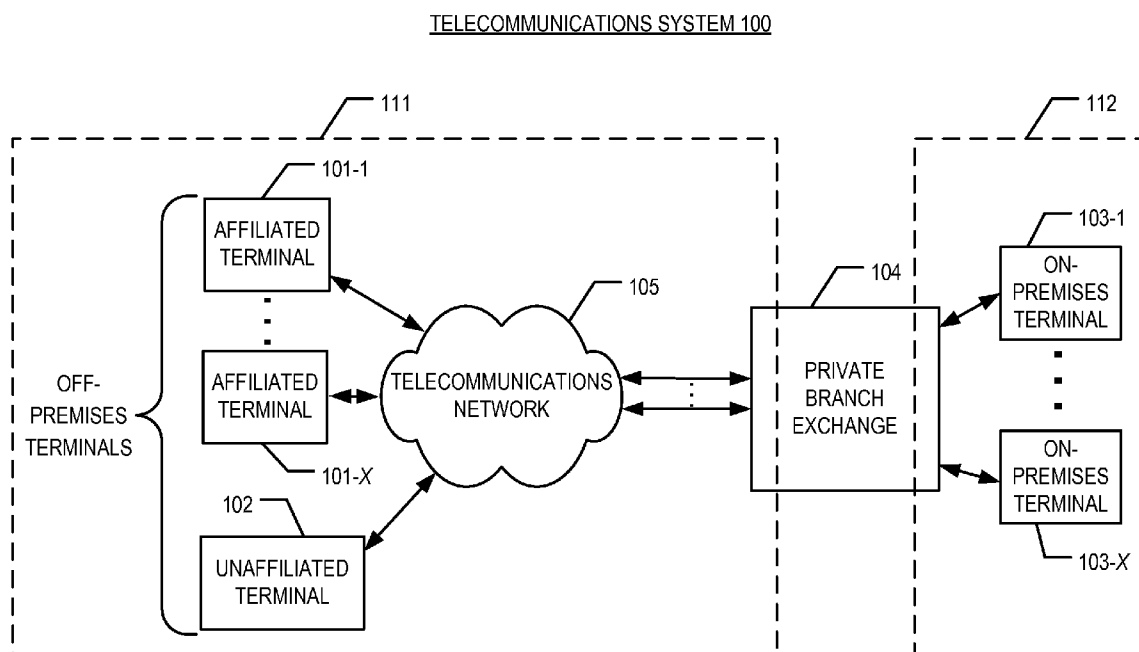 TELECOMMUNICATIONS SYSTEM 100
111
112
101-1
AFFILIATED
TERMINAL
103-1
ON-
PREMISES
TERMINAL
104
105
OFF-
PREMISES
TERMINALS
AFFILIATED
TERMINAL
101-X
TELECOMMUNICATIONS
NETWORK
PRIVATE
BRANCH
EXCHANGE
ON-
PREMISES
TERMINAL
103-X
102
UNAFFILIATED
TERMINAL